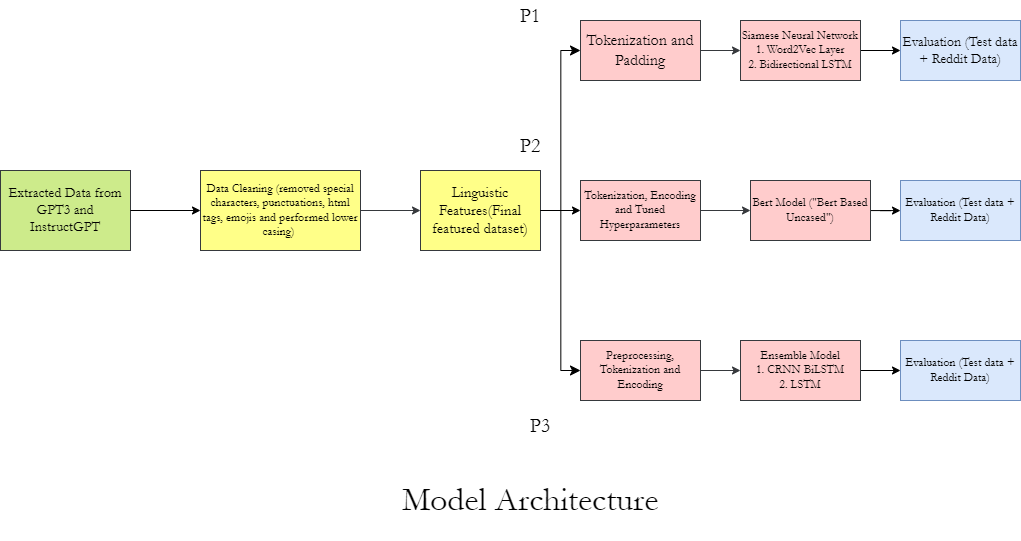 P1
Tokenization and
Padding
Siamese Neural Network
1. Word2Vec Layer
2. Bidirectional LSTM
Evaluation (Test data
+ Reddit Data)
P2
Extracted Data from
GPT3 and
InstructGPT
Data Cleaning (removed special
characters, punctuations, html
tags, emojis and performed lower
casing)
Linguistic
Features(Final
featured dataset)
Tokenization, Encoding
and Tuned
Hyperparameters
Bert Model ("Bert Based
Uncased")
Evaluation (Test data +
Reddit Data)
Preprocessing,
Tokenization and
Encoding
Ensemble Model
1. CRNN BiLSTM
2. LSTM
Evaluation (Test data +
Reddit Data)
P3
Model Architecture